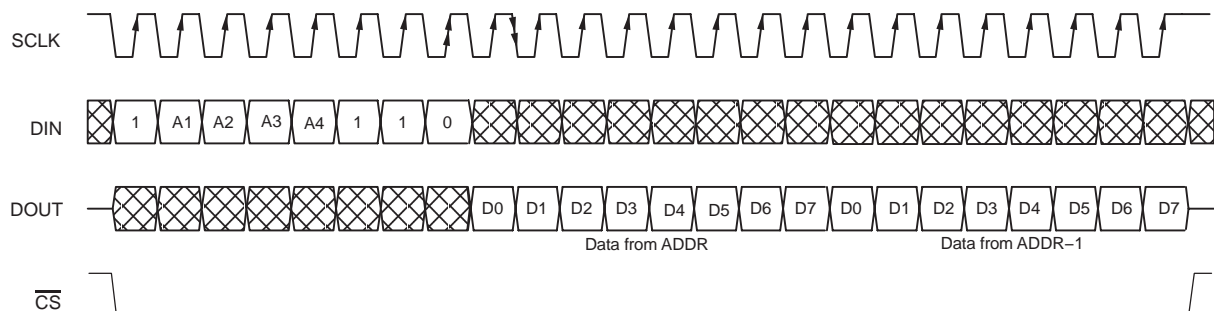 SCLK
DIN 1 A1 A2 A3 A4 1 1 0
DOUT D0 D1 D2 D3 D4 D5 D6 D7 D0 D1 D2 D3 D4 D5 D6 D7
Data from ADDR Data from ADDR−1
CS